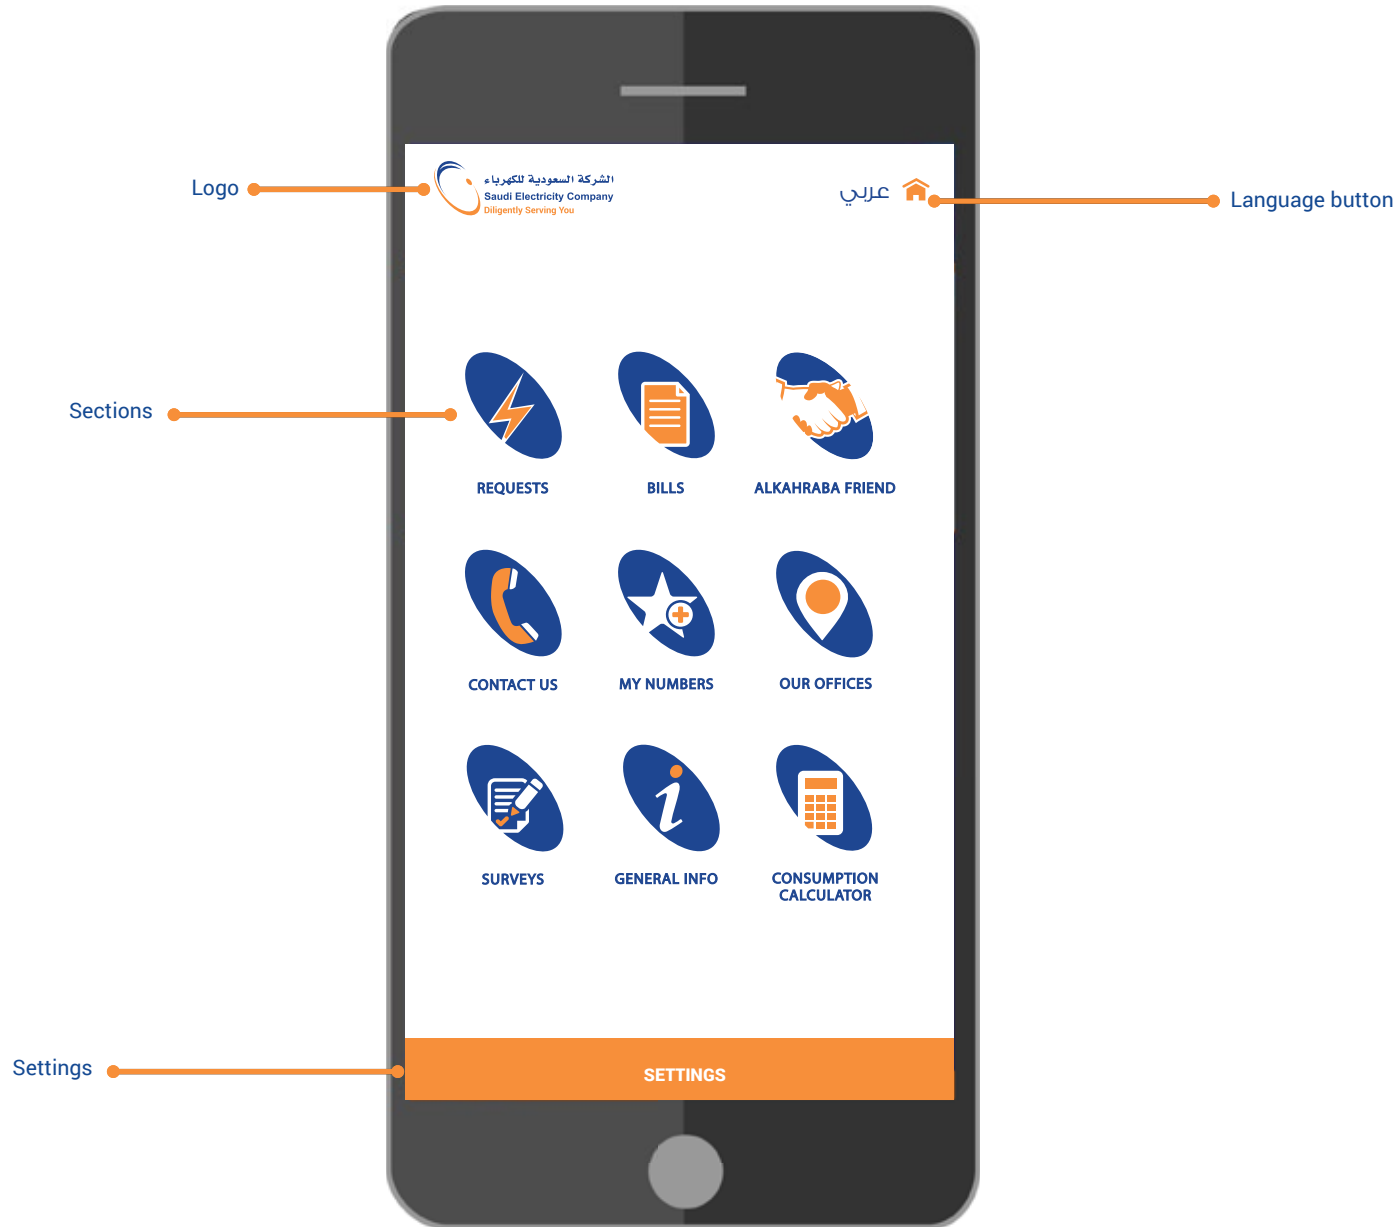 الشركة السعودية للكهرباء
Saudi Electricity Company
Diligently Serving You
عربي
Logo
Language button
Sections
REQUESTS
BILLS
ALKAHRABA FRIEND
CONTACT US
MY NUMBERS
OUR OFFICES
SURVEYS
GENERAL INFO
CONSUMPTION
CALCULATOR
Settings
SETTINGS